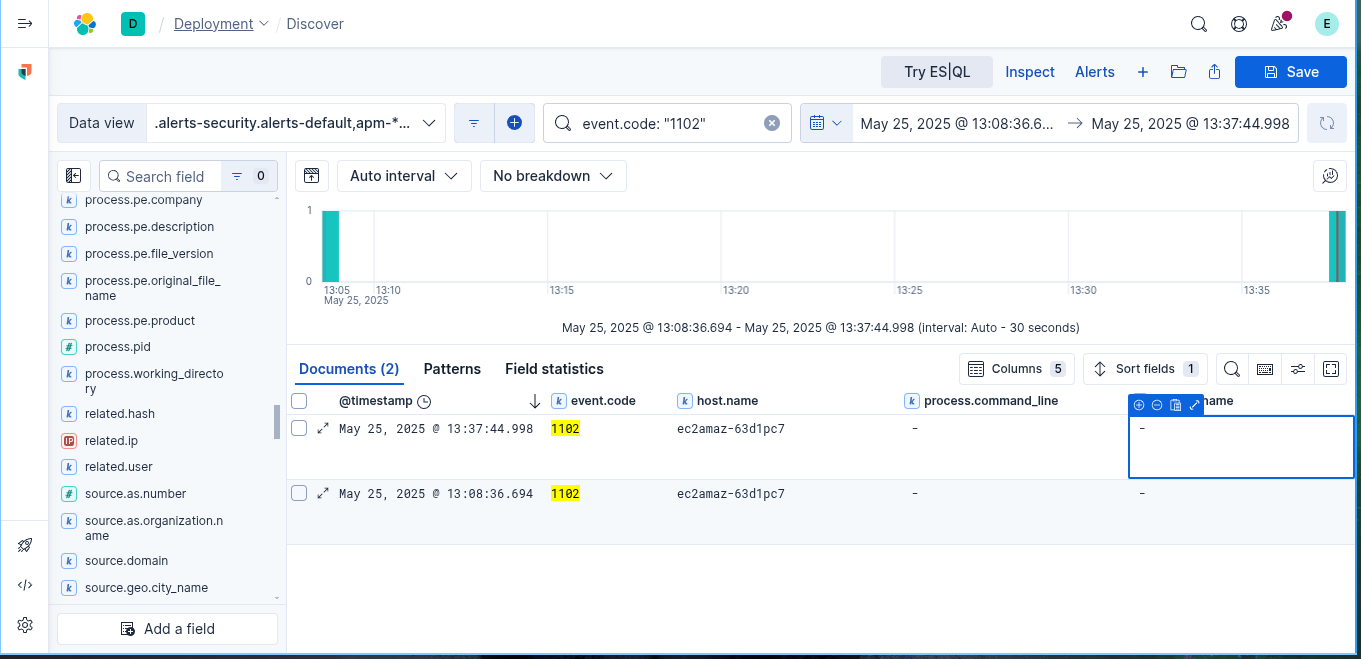 D / Deployment / Discover
E
Try ES|QL Inspect Alerts Save
Data view .alerts-security.alerts-default,apm-*... event.code: "1102" May 25, 2025 @ 13:08:36.6... → May 25, 2025 @ 13:37:44.998
Search field 0 Auto interval No breakdown
k process.pe.company
k process.pe.description
k process.pe.file_version
k process.pe.original_file_
name
k process.pe.product
# process.pid
k process.working_directo
ry
k related.hash
IP related.ip
k related.user
# source.as.number
k source.as.organization.n
ame
k source.domain
k source.geo.city_name
Add a field
1
0
13:05 13:10 13:15 13:20 13:25 13:30 13:35
May 25, 2025
May 25, 2025 @ 13:08:36.694 - May 25, 2025 @ 13:37:44.998 (interval: Auto - 30 seconds)
Documents (2) Patterns Field statistics Columns 5 Sort fields 1
@timestamp k event.code k host.name k process.command_line name
May 25, 2025 @ 13:37:44.998 1102 ec2amaz-63d1pc7 - -
May 25, 2025 @ 13:08:36.694 1102 ec2amaz-63d1pc7 - -